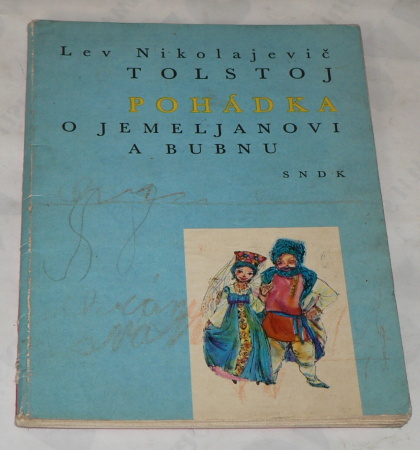 Lev Nikolajevič
TOLSTOJ
POHÁDKA
O JEMELJANOVI
A BUBNU
SNDK